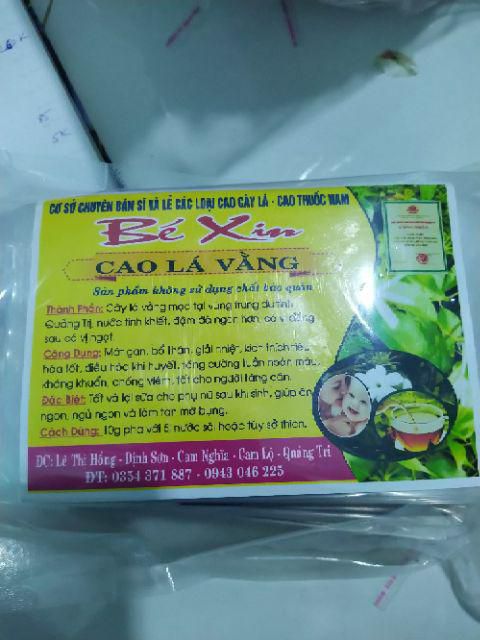 CƠ SỞ CHUYÊN BÁN SỈ VÀ LẺ CÁC LOẠI CAO CÂY LÁ - CAO THUỐC NAM
Bé Xin
CAO LÁ VẰNG
Sản phẩm không sử dụng chất bảo quản
Thành Phần: Cây lá vằng mọc tại vùng trung du tỉnh
Quảng Trị, nước tinh khiết, đậm đà ngon hơn, có vị đắng
sau có vị ngọt.
Công Dụng: Mát gan, bổ thận, giải nhiệt, kích thích tiêu
hóa tốt, điều hòa khí huyết, tăng cường tuần hoàn máu,
kháng khuẩn, chống viêm, tốt cho người tăng cân.
Đặc Biệt: Tốt và lợi sữa cho phụ nữ sau khi sinh, giúp ăn
ngon, ngủ ngon và làm tan mỡ bụng.
Cách Dùng: 10g pha với nước sôi, hoặc tùy sở thích.
ĐC: Lê Thị Hồng - Định Sơn - Cam Nghĩa - Cam Lộ - Quảng Trị
ĐT: 0354 371 887 - 0943 046 225